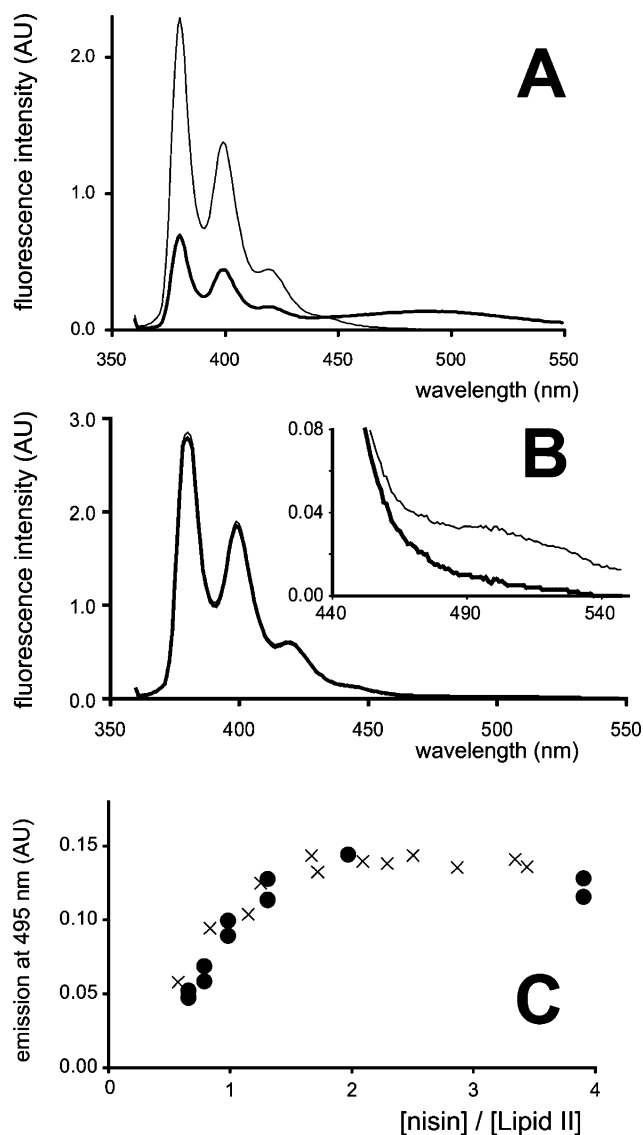 A
fluorescence intensity (AU)
2.0
1.0
0.0
350 400 450 500 550
wavelength (nm)
B
fluorescence intensity (AU)
3.0
2.0
1.0
0.0
350 400 450 500 550
wavelength (nm)
0.08
0.04
0.00
440 490 540
C
emission at 495 nm (AU)
0.15
0.10
0.05
0.00
0 1 2 3 4
[nisin] / [Lipid II]